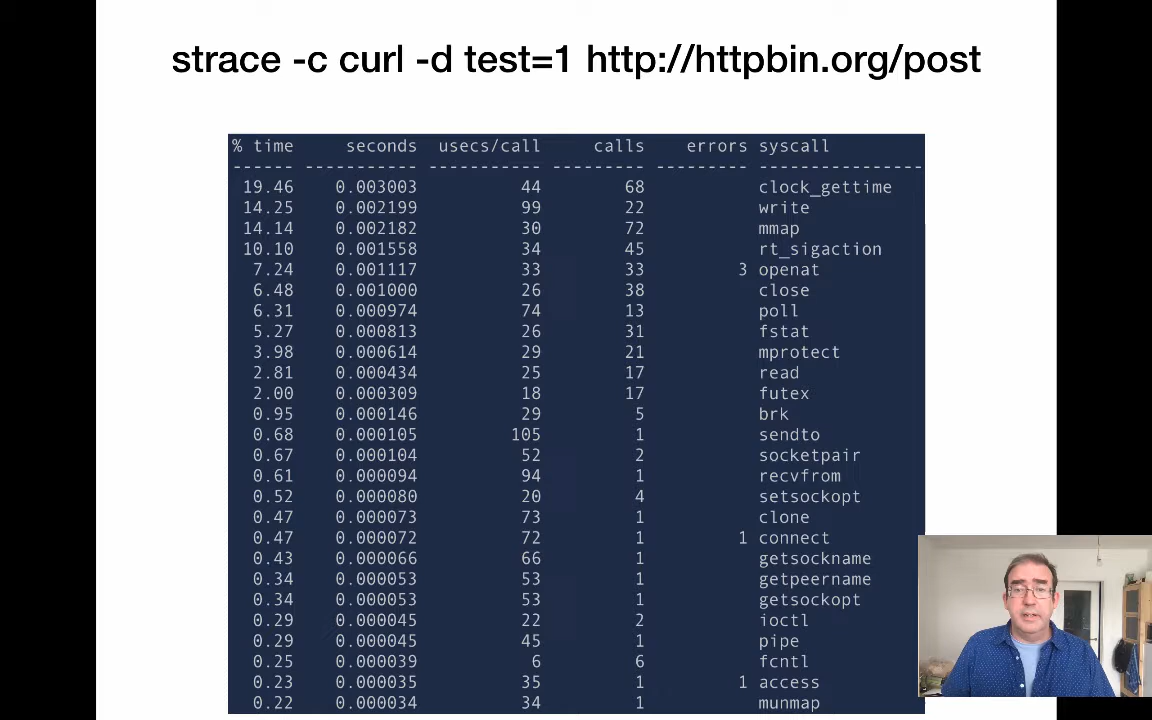 strace -c curl -d test=1 http://httpbin.org/post
% time seconds usecs/call calls errors syscall
------ ----------- ----------- --------- --------- ----------------
19.46 0.003003 44 68 clock_gettime
14.25 0.002199 99 22 write
14.14 0.002182 30 72 mmap
10.10 0.001558 34 45 rt_sigaction
7.24 0.001117 33 33 3 openat
6.48 0.001000 26 38 close
6.31 0.000974 74 13 poll
5.27 0.000813 26 31 fstat
3.98 0.000614 29 21 mprotect
2.81 0.000434 25 17 read
2.00 0.000309 18 17 futex
0.95 0.000146 29 5 brk
0.68 0.000105 105 1 sendto
0.67 0.000104 52 2 socketpair
0.61 0.000094 94 1 recvfrom
0.52 0.000080 20 4 setsockopt
0.47 0.000073 73 1 clone
0.47 0.000072 72 1 1 connect
0.43 0.000066 66 1 getsockname
0.34 0.000053 53 1 getpeername
0.34 0.000053 53 1 getsockopt
0.29 0.000045 22 2 ioctl
0.29 0.000045 45 1 pipe
0.25 0.000039 6 6 fcntl
0.23 0.000035 35 1 1 access
0.22 0.000034 34 1 munmap